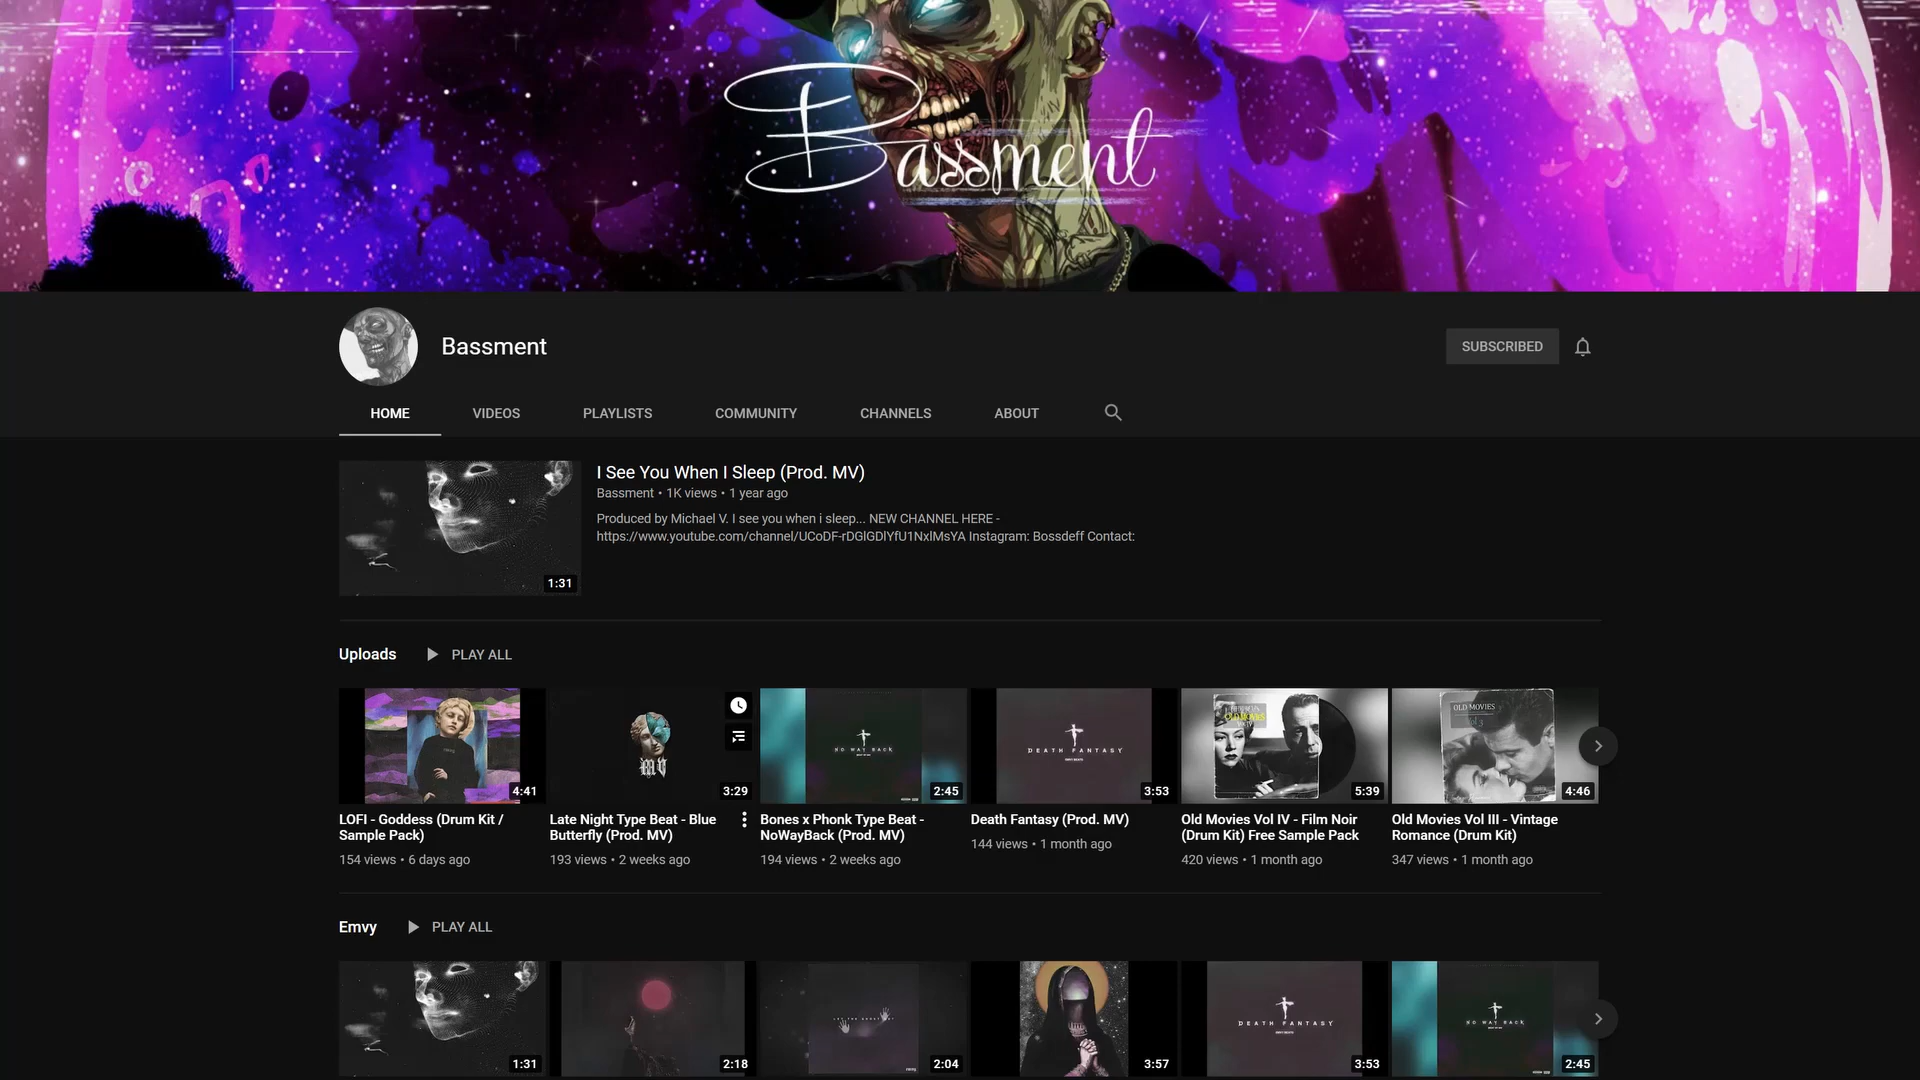 Bassment
Bassment
SUBSCRIBED
HOME VIDEOS PLAYLISTS COMMUNITY CHANNELS ABOUT
I See You When I Sleep (Prod. MV)
Bassment • 1K views • 1 year ago
Produced by Michael V. I see you when i sleep... NEW CHANNEL HERE -
https://www.youtube.com/channel/UCoDF-rDGlGDlYfU1NxlMsYA Instagram: Bossdeff Contact:
1:31
Uploads PLAY ALL
OLD MOVIES
OLD MOVIES
Vol 3
mv
NO WAY BACK
DEATH FANTASY
4:41 3:29 2:45 3:53 5:39 4:46
LOFI - Goddess (Drum Kit /
Sample Pack)
154 views • 6 days ago
Late Night Type Beat - Blue
Butterfly (Prod. MV)
193 views • 2 weeks ago
Bones x Phonk Type Beat -
NoWayBack (Prod. MV)
194 views • 2 weeks ago
Death Fantasy (Prod. MV)
144 views • 1 month ago
Old Movies Vol IV - Film Noir
(Drum Kit) Free Sample Pack
420 views • 1 month ago
Old Movies Vol III - Vintage
Romance (Drum Kit)
347 views • 1 month ago
Emvy PLAY ALL
DEATH FANTASY
NO WAY BACK
1:31 2:18 2:04 3:57 3:53 2:45